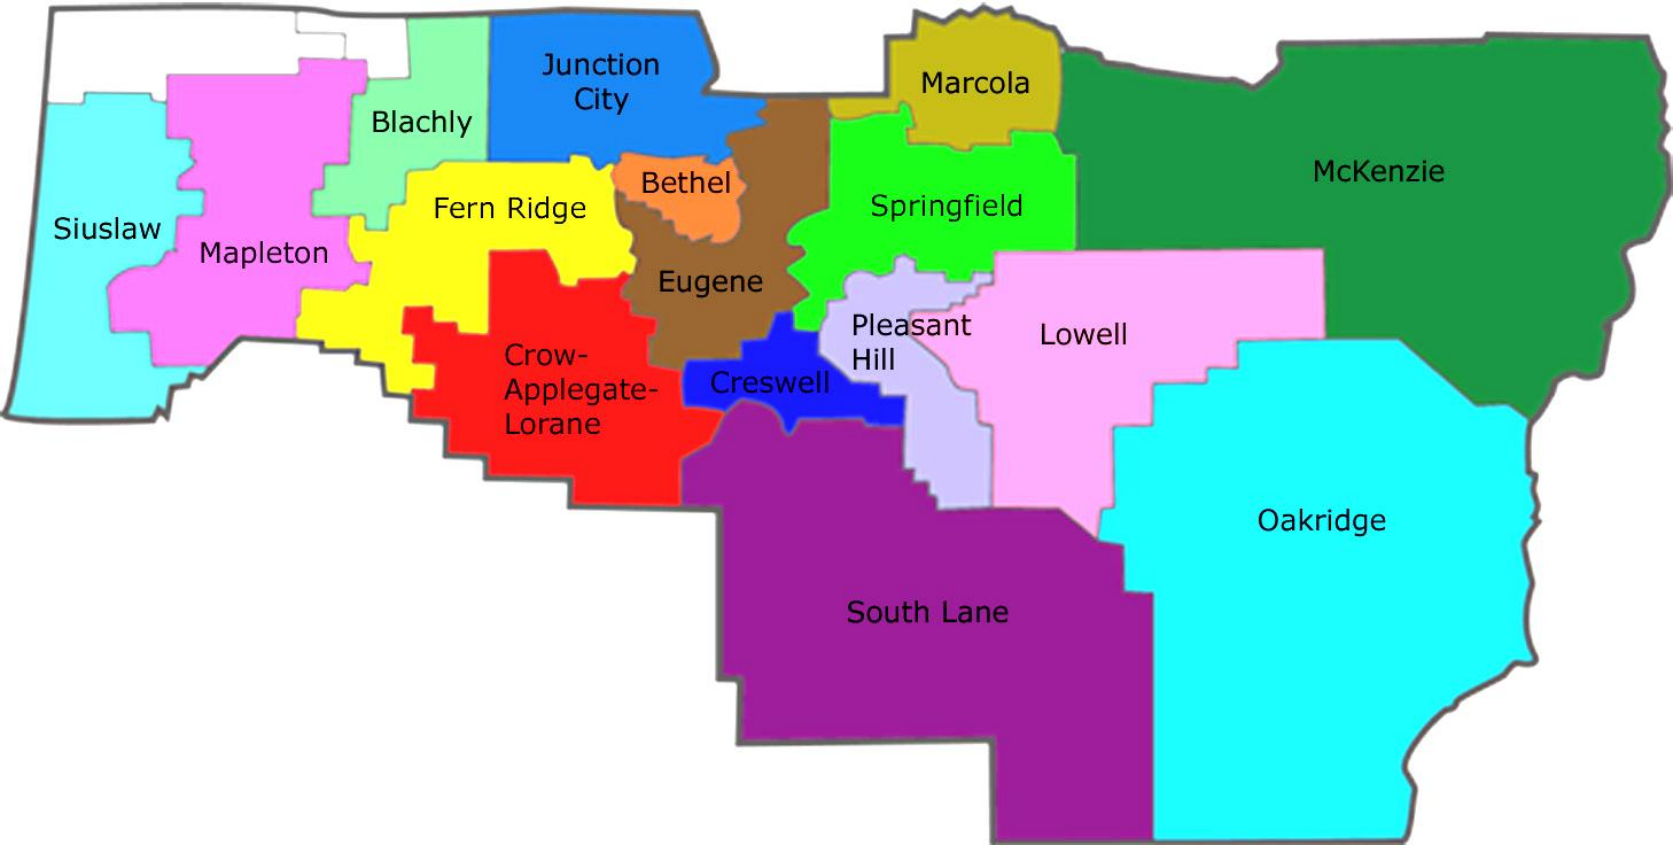 Junction
City
Marcola
Blachly
McKenzie
Bethel
Fern Ridge
Springfield
Siuslaw
Mapleton
Eugene
Pleasant
Hill
Lowell
Crow-
Applegate-
Lorane
Creswell
Oakridge
South Lane